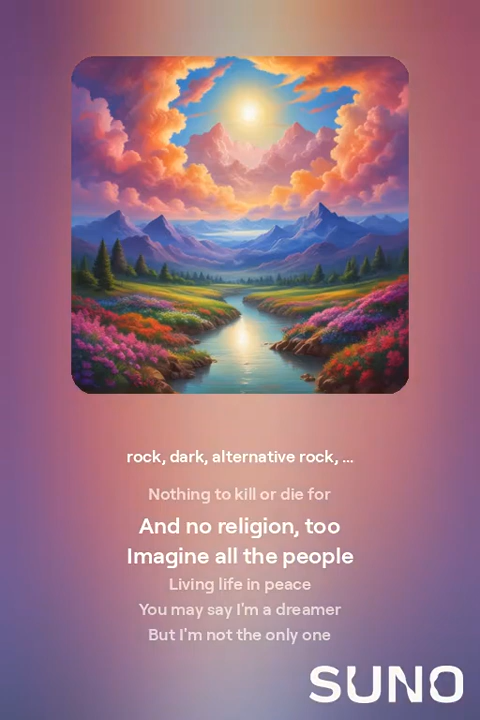 rock, dark, alternative rock, ...
Nothing to kill or die for
And no religion, too
Imagine all the people
Living life in peace
You may say I'm a dreamer
But I'm not the only one
SUNO